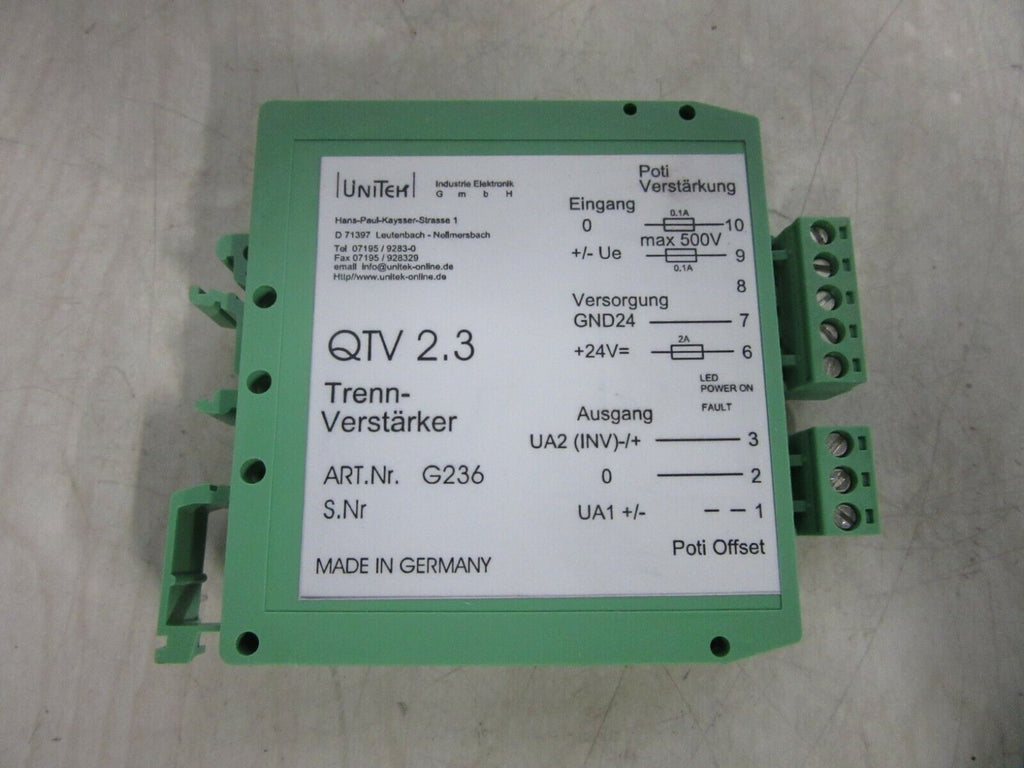 UNITEK Industrie Elektronik
G m b H
Hans-Paul-Kaysser-Strasse 1
D 71397 Leutenbach - Nellmersbach
Tel 07195 / 9283-0
Fax 07195 / 928329
email info@unitek-online.de
Http//www.unitek-online.de
QTV 2.3
Trenn-
Verstärker
ART.Nr. G236
S.Nr
MADE IN GERMANY
Poti
Verstärkung
Eingang
0 0.1A 10
max 500V
+/- Ue 0.1A 9
8
Versorgung
GND24 7
+24V= 2A 6
LED
POWER ON
FAULT
Ausgang
UA2 (INV)-/+ 3
0 2
UA1 +/- 1
Poti Offset